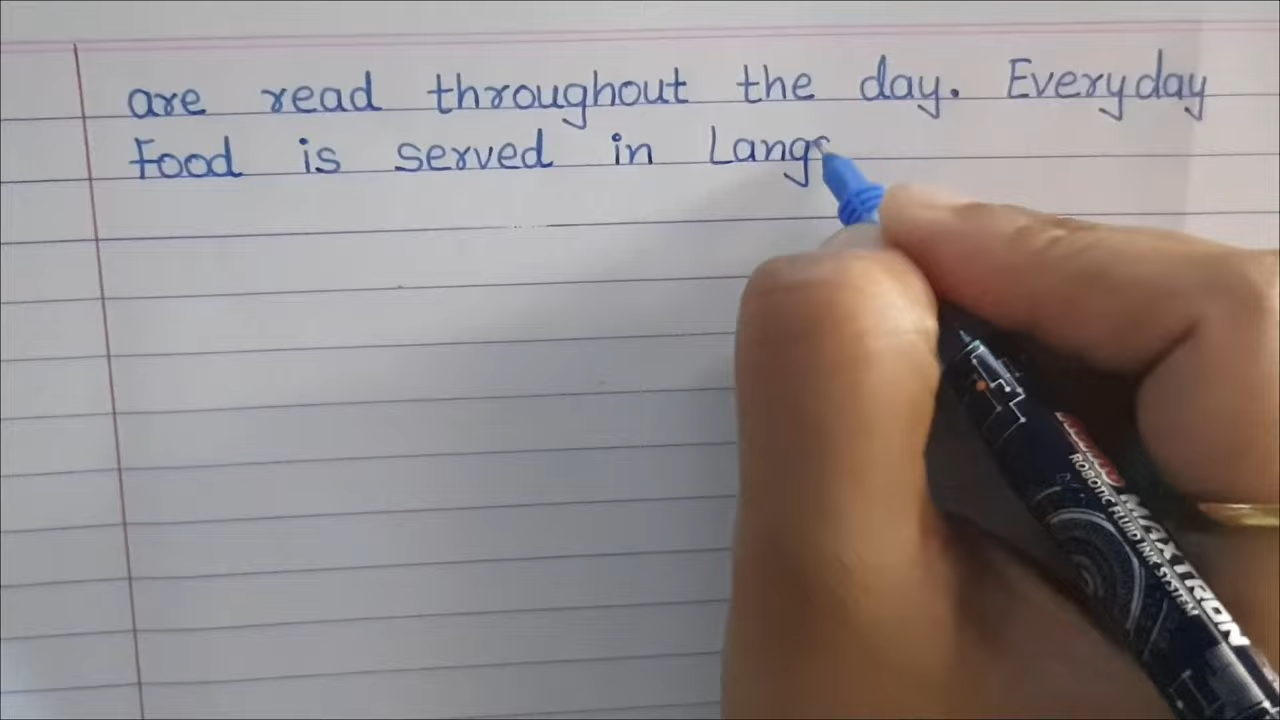 are read throughout the day. Everyday
Food is served in Lang
ROBOTIC FLUID INK SYSTEM
MAXTRON